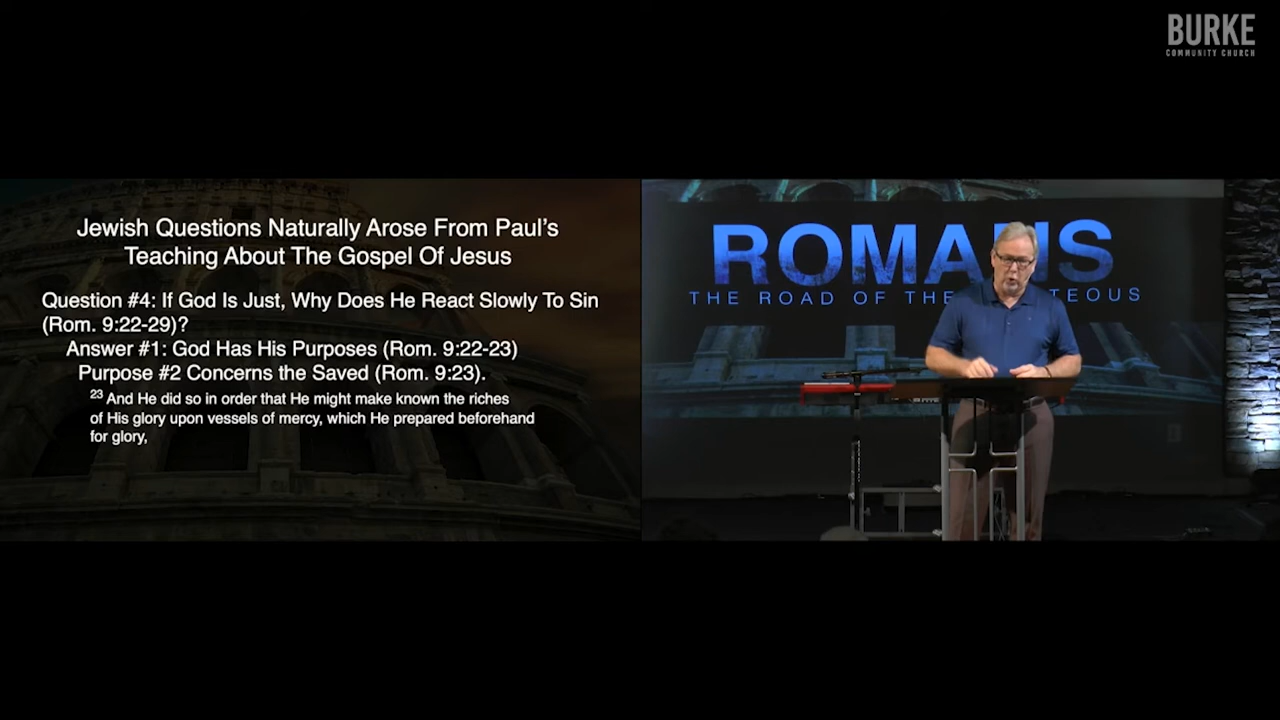 BURKE
COMMUNITY CHURCH
Jewish Questions Naturally Arose From Paul's
Teaching About The Gospel Of Jesus
Question #4: If God Is Just, Why Does He React Slowly To Sin
(Rom. 9:22-29)?
Answer #1: God Has His Purposes (Rom. 9:22-23)
Purpose #2 Concerns the Saved (Rom. 9:23).
23 And He did so in order that He might make known the riches
of His glory upon vessels of mercy, which He prepared beforehand
for glory,
ROMANS
THE ROAD OF THE